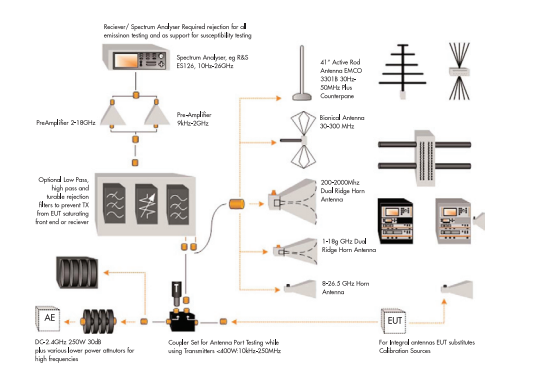 Reciever/ Spectrum Analyser Required rejection for all
emissinon testing and as support for susceptibility testing
Spectrum Analyser, eg R&S
ES126, 10Hz-26GHz
PreAmplifier 2-18GHz
Pre-Amplifier
9kHz-2GHz
41" Active Rod
Antenna EMCO
3301B 30Hz-
50MHz Plus
Counterpane
Bionical Antenna
30-300 MHz
Optional Low Pass,
high pass and
turable rejection
filters to prevent TX
from EUT saturating
front end or reciever
200-2000Mhz
Dual Ridge Horn
Antenna
1-18g GHz Dual
Ridge Horn Antenna
8-26.5 GHz Horn
Antenna
AE
EUT
DC-2.4GHz 250W 30dB
plus various lower power attnutors for
high frequencies
Coupler Set for Antenna Port Testing while
using Transmitters <400W:10kHz-250MHz
For Integral antennas EUT substitutes
Calibration Sources